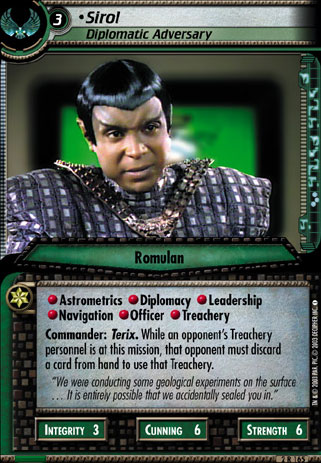 3 •Sirol
Diplomatic Adversary
Romulan
• Astrometrics • Diplomacy • Leadership
• Navigation • Officer • Treachery
Commander: Terix. While an opponent's Treachery
personnel is at this mission, that opponent must discard
a card from hand to use that Treachery.
"We were conducting some geological experiments on the surface
... It is entirely possible that we accidentally sealed you in."
INTEGRITY 3 CUNNING 6 STRENGTH 6